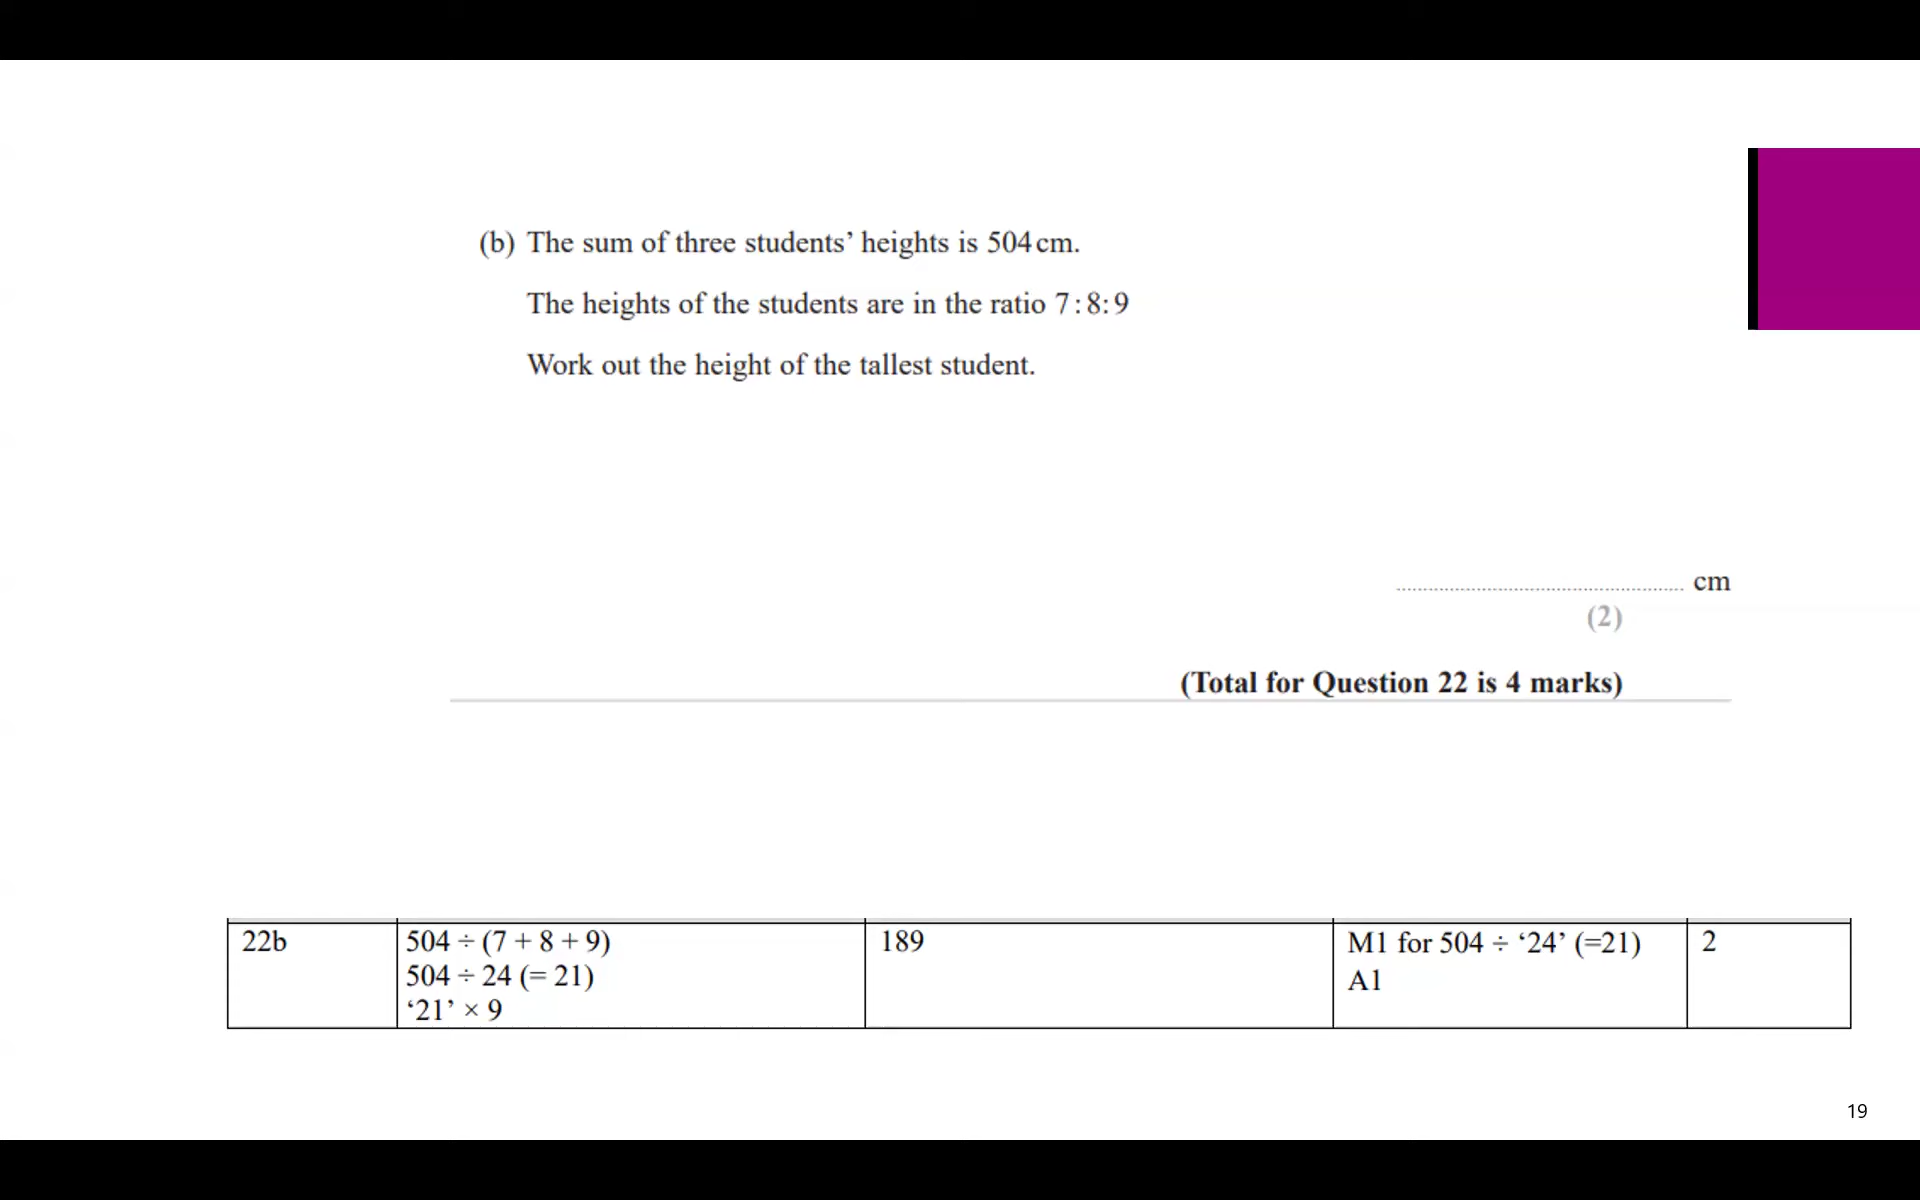 (b) The sum of three students’ heights is 504 cm.
The heights of the students are in the ratio 7 : 8 : 9
Work out the height of the tallest student.
........................................ cm
(2)
(Total for Question 22 is 4 marks)
22b
504 ÷ (7 + 8 + 9)
504 ÷ 24 (= 21)
‘21’ × 9
189
M1 for 504 ÷ ‘24’ (=21)
A1
2
19